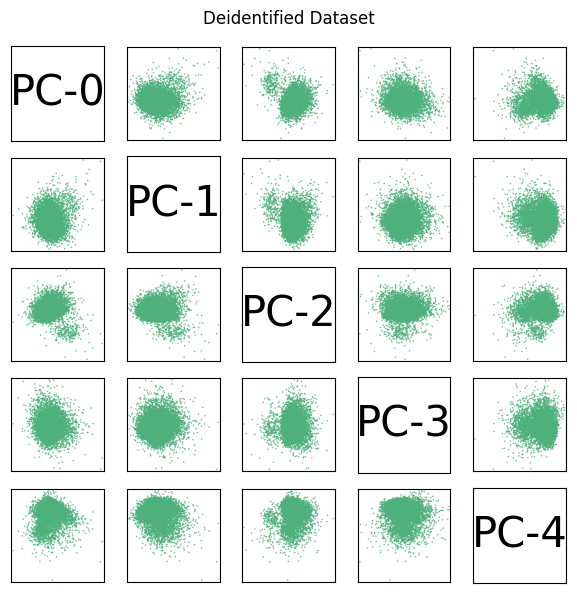 Deidentified Dataset
PC-0
PC-1
PC-2
PC-3
PC-4